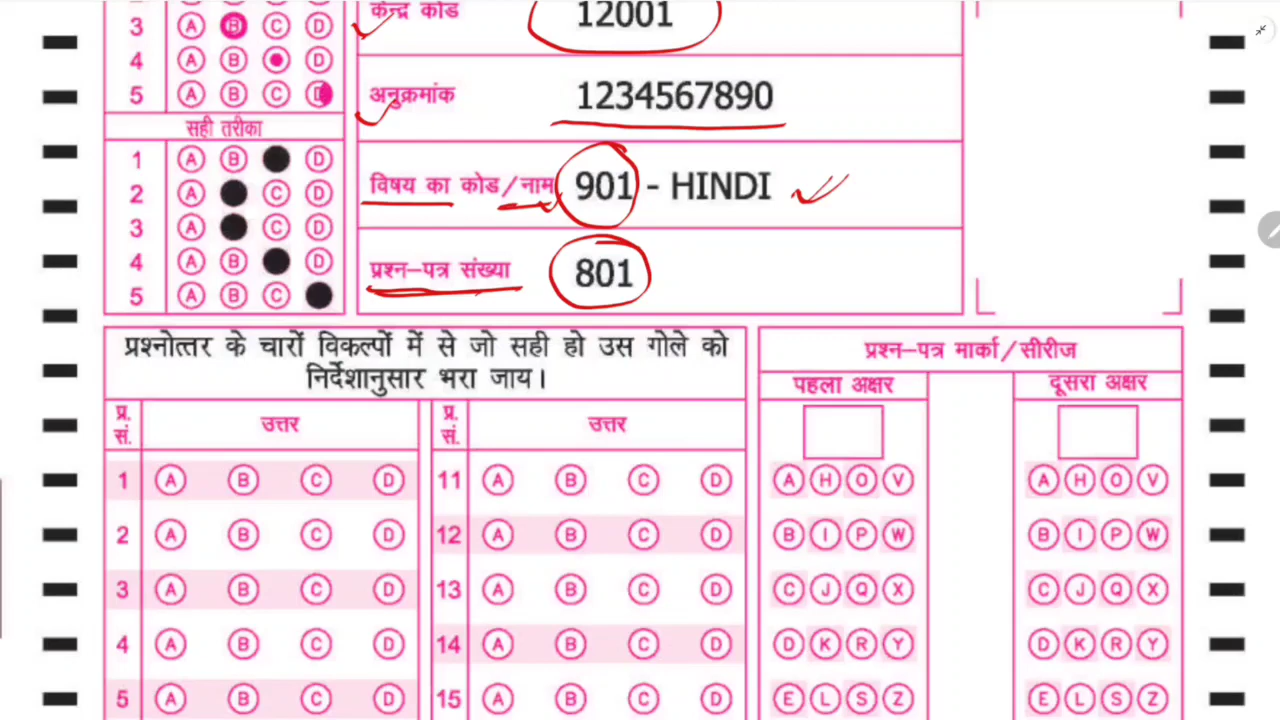 3 A B C D
4 A B C D
5 A B C D
सही तरीका
1 A B D
2 A C D
3 A C D
4 A B D
5 A B C
केन्द्र कोड 12001
अनुक्रमांक 1234567890
विषय का कोड/नाम 901 - HINDI
प्रश्न-पत्र संख्या 801
प्रश्नोत्तर के चारों विकल्पों में से जो सही हो उस गोले को
निर्देशानुसार भरा जाय।
प्र. सं. उत्तर
1 A B C D
2 A B C D
3 A B C D
4 A B C D
5 A B C D
प्र. सं. उत्तर
11 A B C D
12 A B C D
13 A B C D
14 A B C D
15 A B C D
प्रश्न-पत्र मार्का/सीरीज
पहला अक्षर
A H O V
B I P W
C J Q X
D K R Y
E L S Z
दूसरा अक्षर
A H O V
B I P W
C J Q X
D K R Y
E L S Z